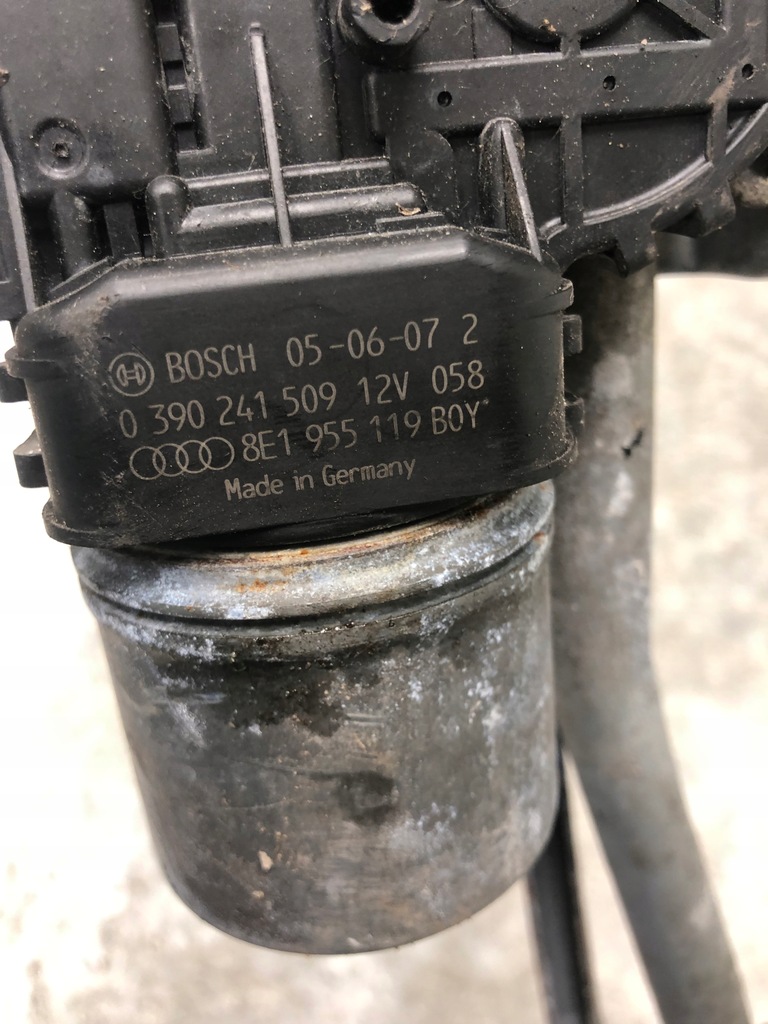 BOSCH 05-06-07 2
0 390 241 509 12V 058
8E1 955 119 BOY
Made in Germany